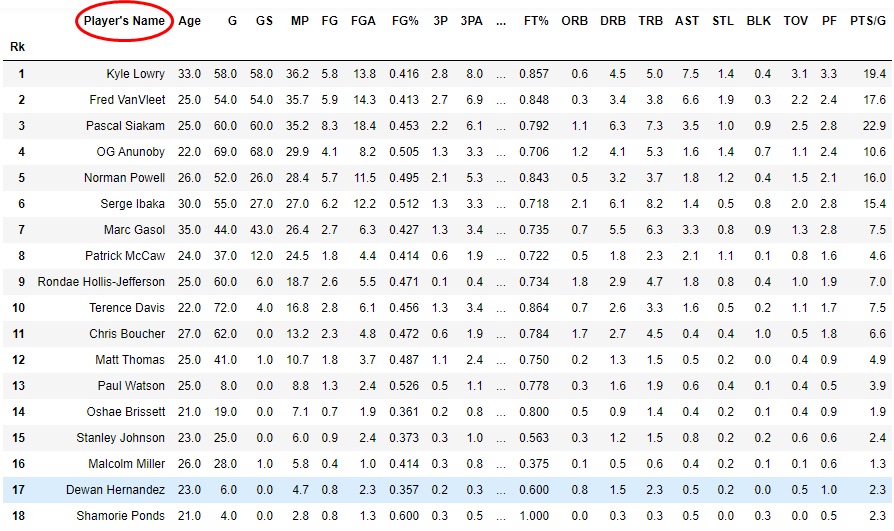 Player's Name Age G GS MP FG FGA FG% 3P 3PA ... FT% ORB DRB TRB AST STL BLK TOV PF PTS/G
Rk
1 Kyle Lowry 33.0 58.0 58.0 36.2 5.8 13.8 0.416 2.8 8.0 ... 0.857 0.6 4.5 5.0 7.5 1.4 0.4 3.1 3.3 19.4
2 Fred VanVleet 25.0 54.0 54.0 35.7 5.9 14.3 0.413 2.7 6.9 ... 0.848 0.3 3.4 3.8 6.6 1.9 0.3 2.2 2.4 17.6
3 Pascal Siakam 25.0 60.0 60.0 35.2 8.3 18.4 0.453 2.2 6.1 ... 0.792 1.1 6.3 7.3 3.5 1.0 0.9 2.5 2.8 22.9
4 OG Anunoby 22.0 69.0 68.0 29.9 4.1 8.2 0.505 1.3 3.3 ... 0.706 1.2 4.1 5.3 1.6 1.4 0.7 1.1 2.4 10.6
5 Norman Powell 26.0 52.0 26.0 28.4 5.7 11.5 0.495 2.1 5.3 ... 0.843 0.5 3.2 3.7 1.8 1.2 0.4 1.5 2.1 16.0
6 Serge Ibaka 30.0 55.0 27.0 27.0 6.2 12.2 0.512 1.3 3.3 ... 0.718 2.1 6.1 8.2 1.4 0.5 0.8 2.0 2.8 15.4
7 Marc Gasol 35.0 44.0 43.0 26.4 2.7 6.3 0.427 1.3 3.4 ... 0.735 0.7 5.5 6.3 3.3 0.8 0.9 1.3 2.8 7.5
8 Patrick McCaw 24.0 37.0 12.0 24.5 1.8 4.4 0.414 0.6 1.9 ... 0.722 0.5 1.8 2.3 2.1 1.1 0.1 0.8 1.6 4.6
9 Rondae Hollis-Jefferson 25.0 60.0 6.0 18.7 2.6 5.5 0.471 0.1 0.4 ... 0.734 1.8 2.9 4.7 1.8 0.8 0.4 1.0 1.9 7.0
10 Terence Davis 22.0 72.0 4.0 16.8 2.8 6.1 0.456 1.3 3.4 ... 0.864 0.7 2.6 3.3 1.6 0.5 0.2 1.1 1.7 7.5
11 Chris Boucher 27.0 62.0 0.0 13.2 2.3 4.8 0.472 0.6 1.9 ... 0.784 1.7 2.7 4.5 0.4 0.4 1.0 0.5 1.8 6.6
12 Matt Thomas 25.0 41.0 1.0 10.7 1.8 3.7 0.487 1.1 2.4 ... 0.750 0.2 1.3 1.5 0.5 0.2 0.0 0.4 0.9 4.9
13 Paul Watson 25.0 8.0 0.0 8.8 1.3 2.4 0.526 0.5 1.1 ... 0.778 0.3 1.6 1.9 0.6 0.4 0.1 0.4 0.5 3.9
14 Oshae Brissett 21.0 19.0 0.0 7.1 0.7 1.9 0.361 0.2 0.8 ... 0.800 0.5 0.9 1.4 0.4 0.2 0.1 0.4 0.9 1.9
15 Stanley Johnson 23.0 25.0 0.0 6.0 0.9 2.4 0.373 0.3 1.0 ... 0.563 0.3 1.2 1.5 0.8 0.2 0.2 0.6 0.6 2.4
16 Malcolm Miller 26.0 28.0 1.0 5.8 0.4 1.0 0.414 0.3 0.8 ... 0.375 0.1 0.5 0.6 0.4 0.2 0.1 0.1 0.6 1.3
17 Dewan Hernandez 23.0 6.0 0.0 4.7 0.8 2.3 0.357 0.2 0.3 ... 0.600 0.8 1.5 2.3 0.5 0.2 0.0 0.5 1.0 2.3
18 Shamorie Ponds 21.0 4.0 0.0 2.8 0.8 1.3 0.600 0.3 0.5 ... 1.000 0.0 0.3 0.3 0.5 0.0 0.3 0.0 0.5 2.3